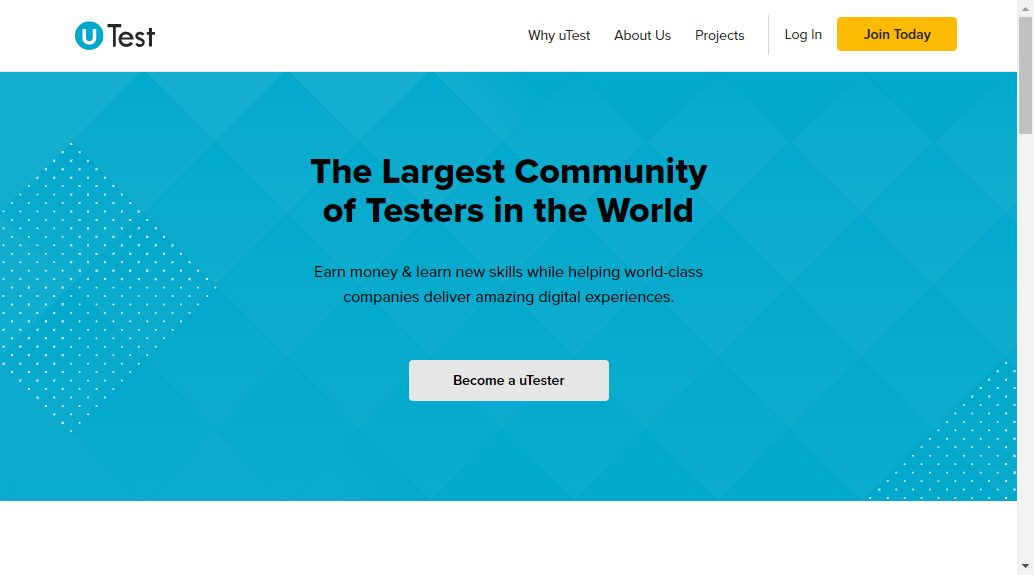 uTest
Why uTest
About Us
Projects
Log In
Join Today
The Largest Community
of Testers in the World
Earn money & learn new skills while helping world-class
companies deliver amazing digital experiences.
Become a uTester